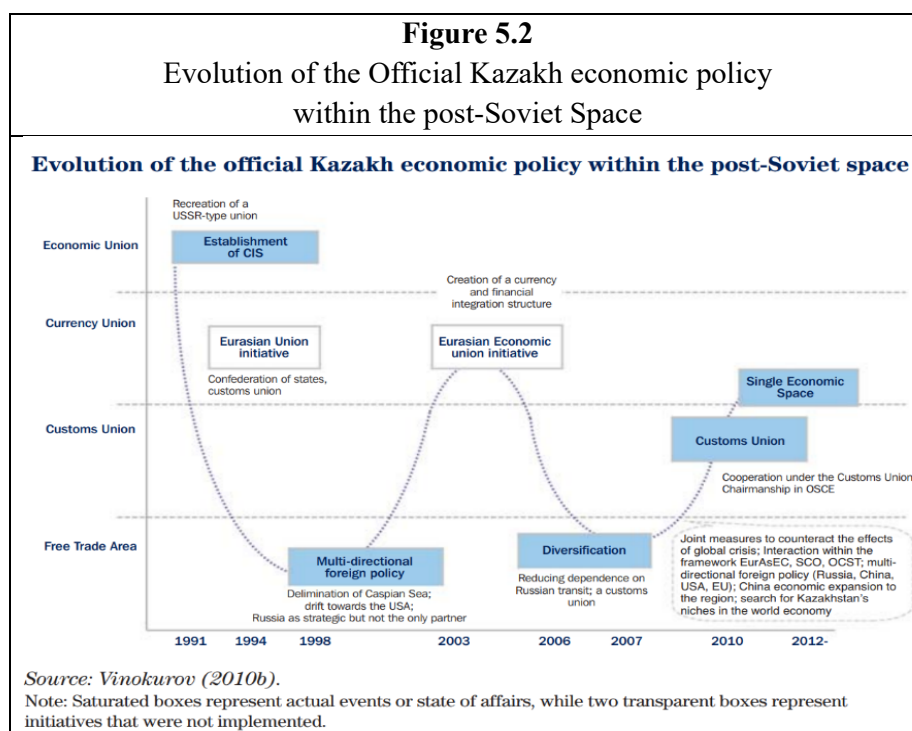 Figure 5.2
Evolution of the Official Kazakh economic policy
within the post-Soviet Space
Evolution of the official Kazakh economic policy within the post-Soviet space
Recreation of a
USSR-type union
Economic Union
Establishment
of CIS
Creation of a currency
and financial
integration structure
Currency Union
Eurasian Union
initiative
Eurasian Economic
union initiative
Confederation of states,
customs union
Single Economic
Space
Customs Union
Customs Union
Cooperation under the Customs Union
Chairmanship in OSCE
Free Trade Area
Multi-directional
foreign policy
Delimination of Caspian Sea;
drift towards the USA;
Russia as strategic but not the only partner
Diversification
Reducing dependence on
Russian transit; a customs
union
Joint measures to counteract the effects
of global crisis; Interaction within the
framework EurAsEC, SCO, OCST; multi-
directional foreign policy (Russia, China,
USA, EU); China economic expansion to
the region; search for Kazakhstan's
niches in the world economy
1991 1994 1998 2003 2006 2007 2010 2012-
Source: Vinokurov (2010b).
Note: Saturated boxes represent actual events or state of affairs, while two transparent boxes represent
initiatives that were not implemented.